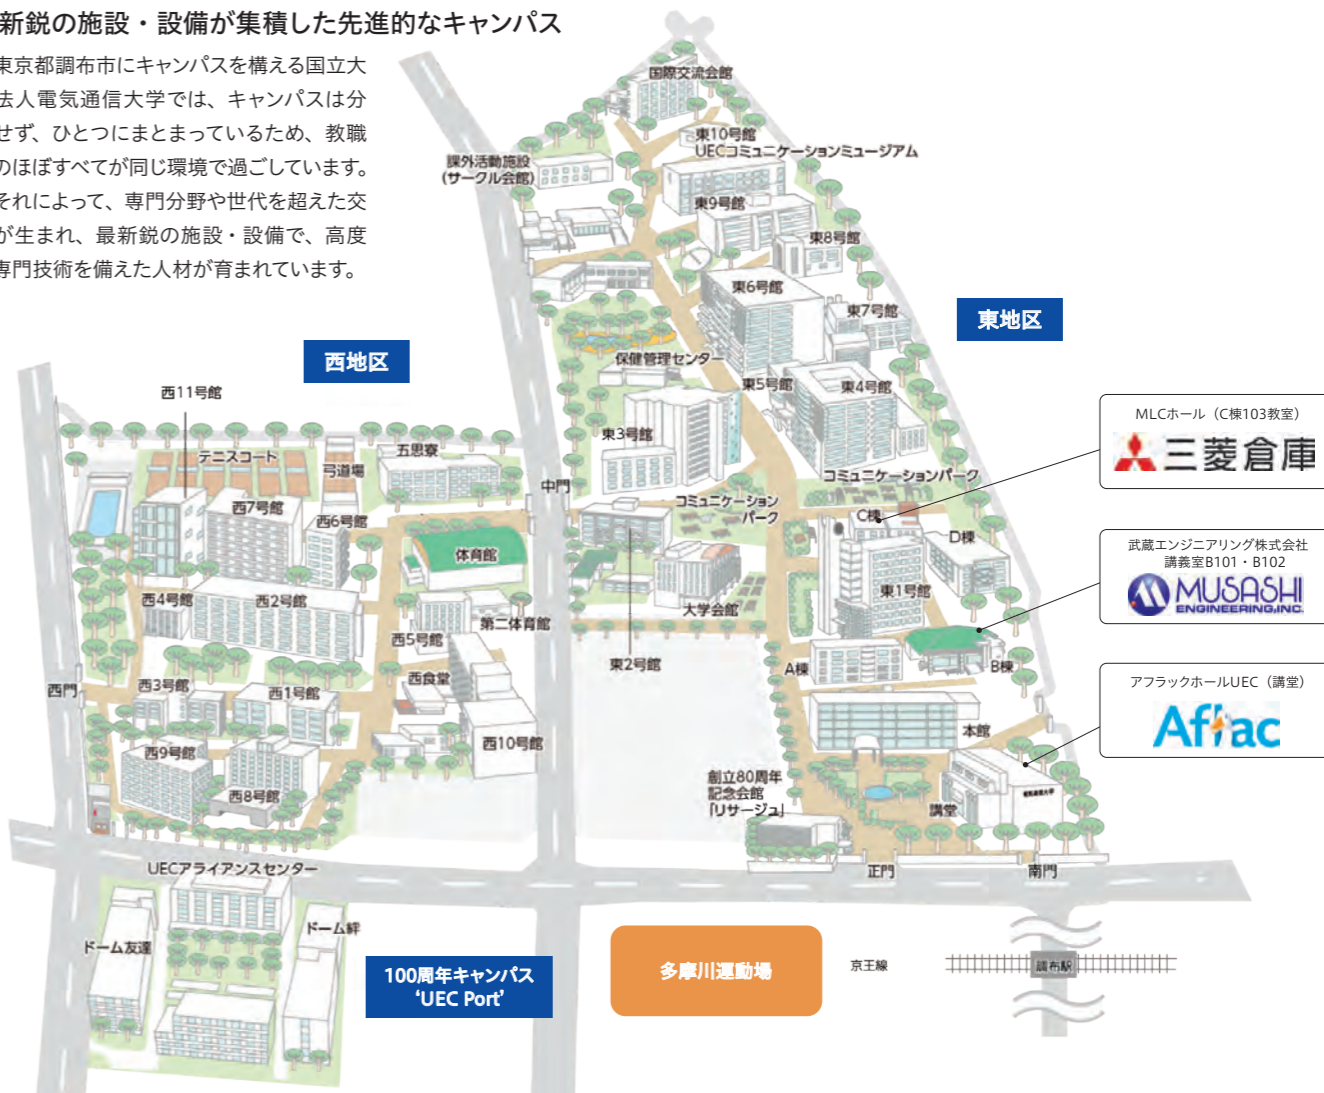 新鋭の施設・設備が集積した先進的なキャンパス
東京都調布市にキャンパスを構える国立大
法人電気通信大学では、キャンパスは分
せず、ひとつにまとまっているため、教職
のほぼすべてが同じ環境で過ごしています。
それによって、専門分野や世代を超えた交
が生まれ、最新鋭の施設・設備で、高度
専門技術を備えた人材が育まれています。
国際交流会館
東10号館
UECコミュニケーションミュージアム
課外活動施設
(サークル会館)
東9号館
東8号館
東6号館
東7号館
東地区
保健管理センター
西地区
東5号館
東4号館
西11号館
東3号館
テニスコート
五思寮
弓道場
中門
コミュニケーションパーク
コミュニケーション
パーク
MLCホール（C棟103教室）
三菱倉庫
西7号館
西6号館
C棟
D棟
体育館
武蔵エンジニアリング株式会社
講義室B101・B102
MUSASHI
ENGINEERING,INC.
西4号館
西2号館
東1号館
大学会館
第二体育館
西5号館
東2号館
A棟
B棟
西食堂
西門
西3号館
西1号館
アフラックホールUEC（講堂）
Aflac
本館
西10号館
西9号館
西8号館
創立80周年
記念会館
「リサージュ」
講堂
電気通信大学
UECアライアンスセンター
正門
南門
ドーム友達
ドーム絆
100周年キャンパス
‘UEC Port’
多摩川運動場
京王線
調布駅